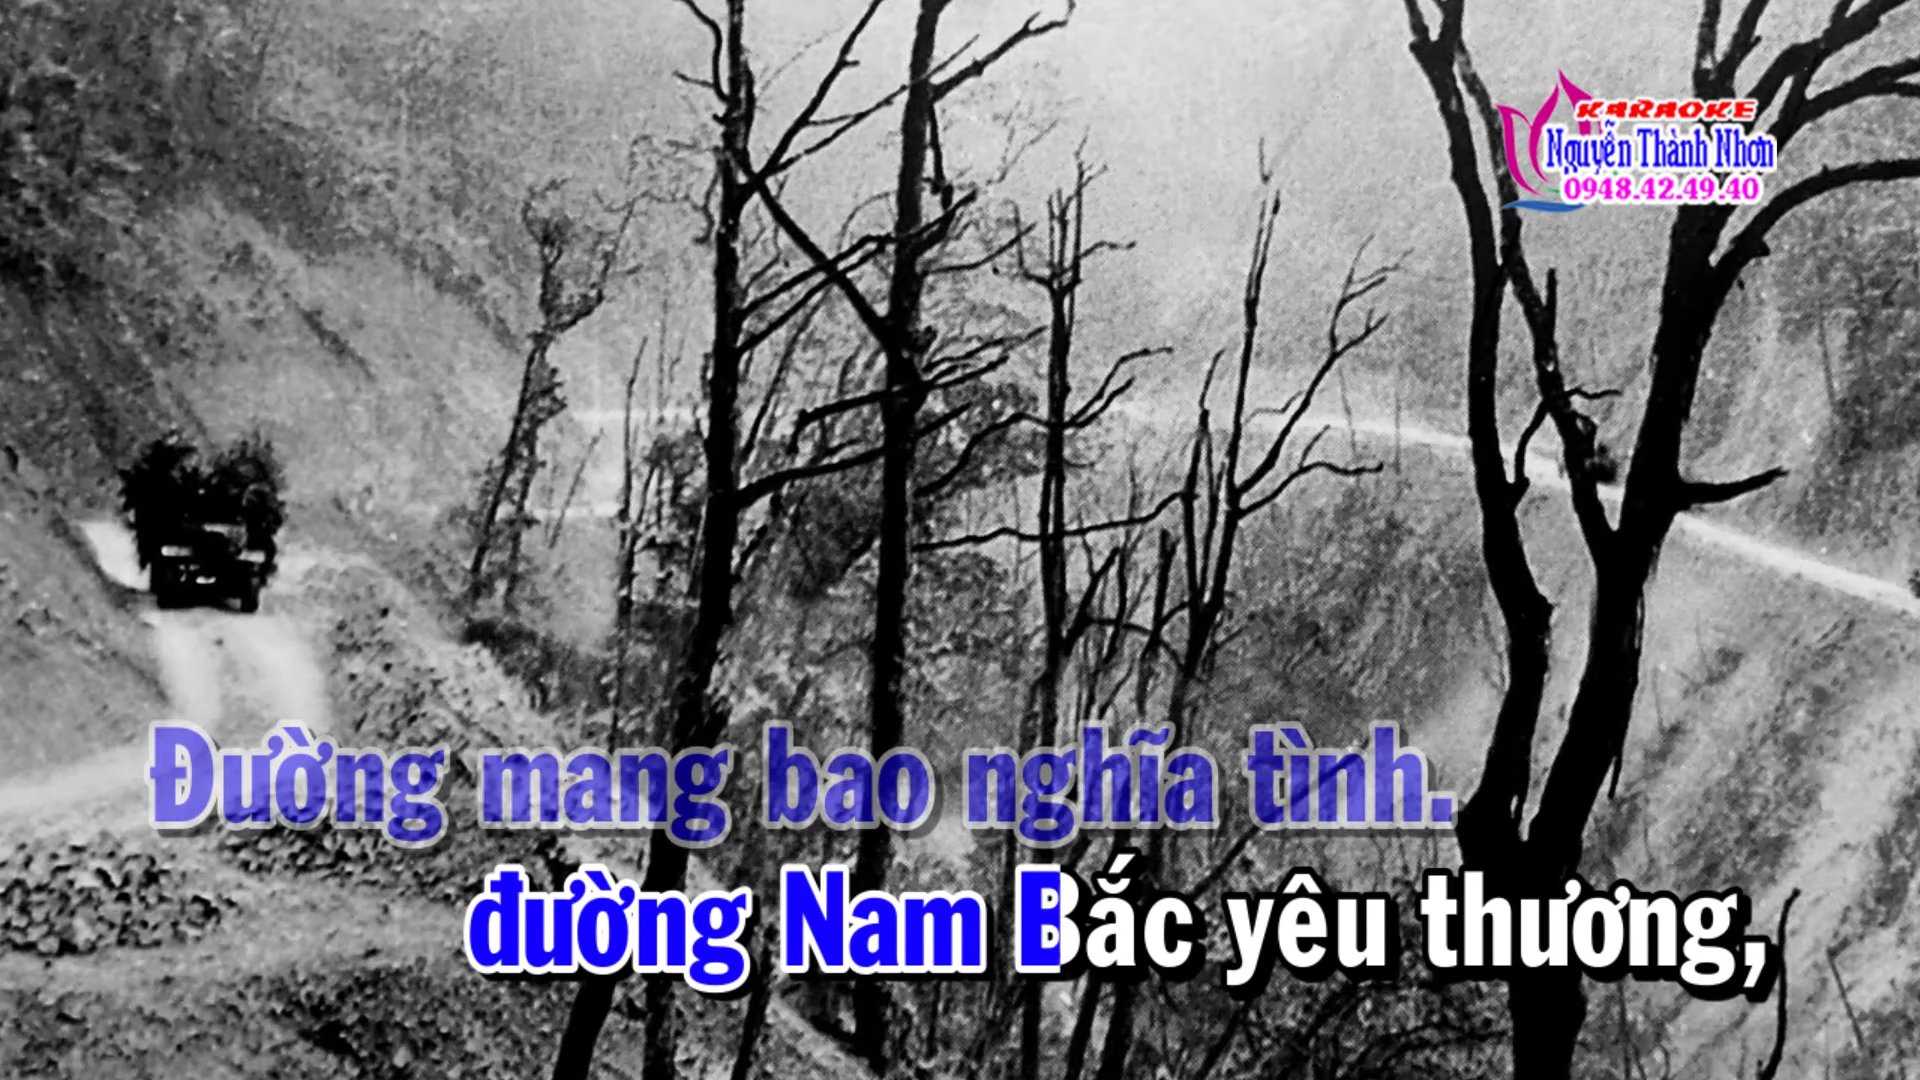 KARAOKE
Nguyễn Thành Nhơn
0948.42.49.40
Đường mang bao nghĩa tình.
đường Nam Bắc yêu thương,